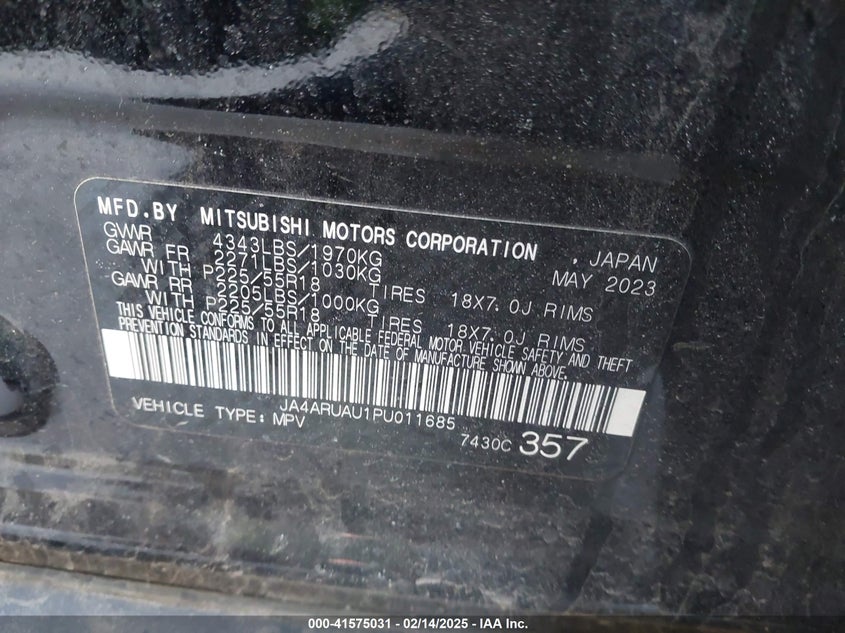 MFD.BY MITSUBISHI MOTORS CORPORATION , JAPAN
GVWR 4343LBS/1970KG MAY 2023
GAWR FR 2271LBS/1030KG
WITH P225/55R18 TIRES 18X7.0J RIMS
GAWR RR 2205LBS/1000KG
WITH P225/55R18 TIRES 18X7.0J RIMS
THIS VEHICLE CONFORMS TO ALL APPLICABLE FEDERAL MOTOR VEHICLE SAFETY AND THEFT
PREVENTION STANDARDS IN EFFECT ON THE DATE OF MANUFACTURE SHOWN ABOVE.
JA4ARUAU1PU011685
VEHICLE TYPE: MPV
7430C 357
000-41575031 - 02/14/2025 - IAA Inc.